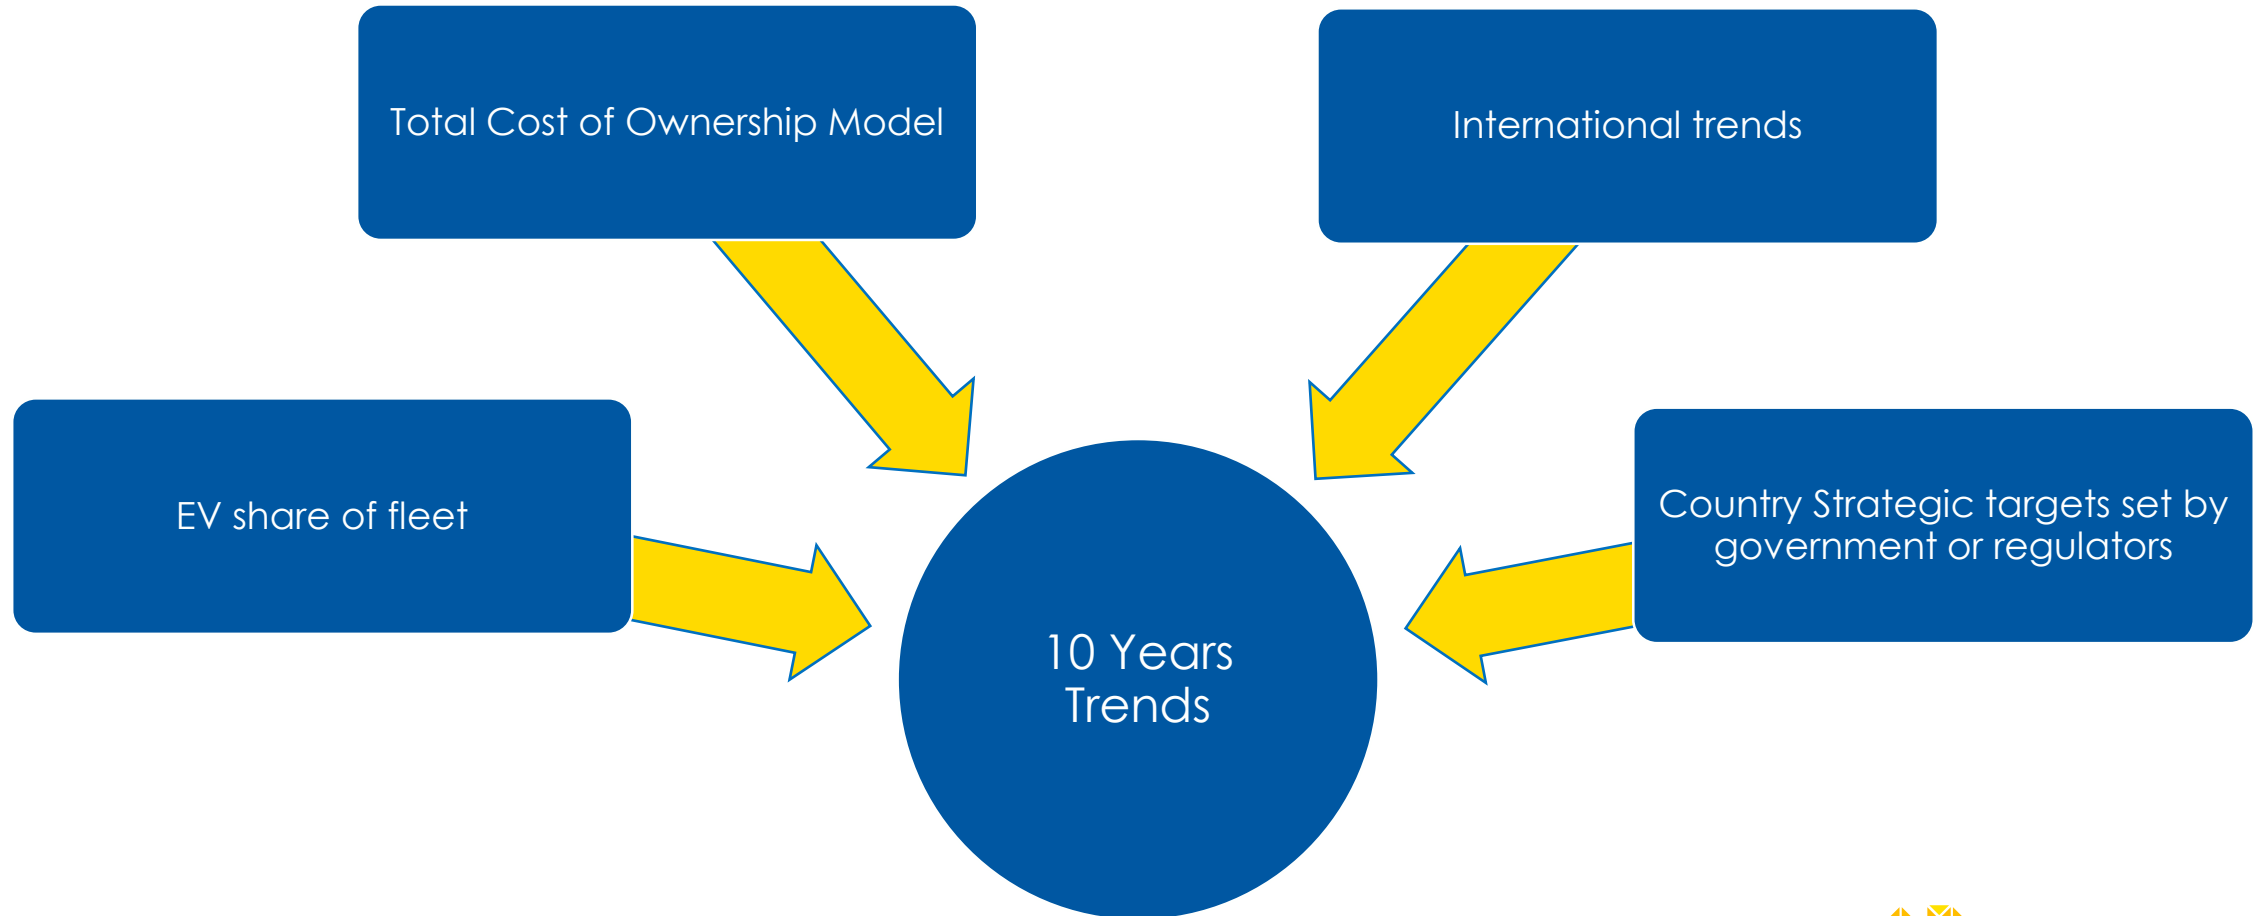 Total Cost of Ownership Model
International trends
EV share of fleet
Country Strategic targets set by
government or regulators
10 Years
Trends